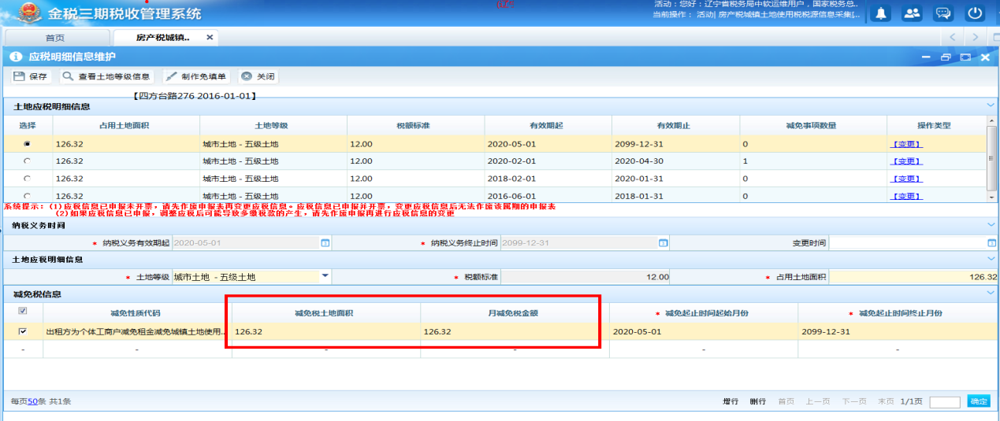 活动：您好：辽宁省税务局中软运维用户，国家税务总..
金税三期税收管理系统
当前操作： 活动| 房产税城镇土地使用税税源信息采集[...
首页 房产税城镇..
应税明细信息维护
保存 查看土地等级信息 制作免填单 关闭
【四方台路276 2016-01-01】
土地应税明细信息
选择 占用土地面积 土地等级 税额标准 有效期起 有效期止 减免事项数量 操作类型
126.32 城市土地 - 五级土地 12.00 2020-05-01 2099-12-31 0 【变更】
126.32 城市土地 - 五级土地 12.00 2020-02-01 2020-04-30 1 【变更】
126.32 城市土地 - 五级土地 12.00 2018-02-01 2020-01-31 0 【变更】
126.32 城市土地 - 五级土地 12.00 2016-06-01 2018-01-31 0 【变更】
系统提示：(1)应税信息已申报未开票，请先作废申报表再变更应税信息。应税信息已申报并开票，变更应税信息后无法作废该属期的申报表
(2)如果应税信息已申报，调整应税后可能导致多缴税款的产生，请先作废申报再进行应税信息的变更
纳税义务时间
* 纳税义务有效期起 2020-05-01 * 纳税义务终止时间 2099-12-31 变更时间
土地应税明细信息
* 土地等级 城市土地 - 五级土地 * 税额标准 12.00 * 占用土地面积 126.32
减免税信息
减免性质代码 减免税土地面积 月减免税金额 * 减免起止时间起始月份 * 减免起止时间终止月份
出租方为个体工商户减免租金减免城镇土地使用.. 126.32 126.32 2020-05-01 2099-12-31
- - - - -
每页50条 共1条 增行 删行 首页 上一页 下一页 末页 1/1页 确定